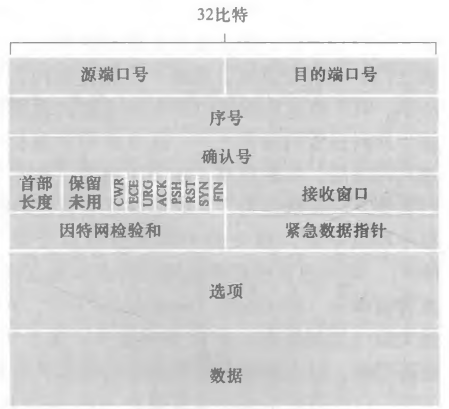 32比特
源端口号 目的端口号
序号
确认号
首部长度 保留未用 CWR ECE URG ACK PSH RST SYN FIN 接收窗口
因特网检验和 紧急数据指针
选项
数据